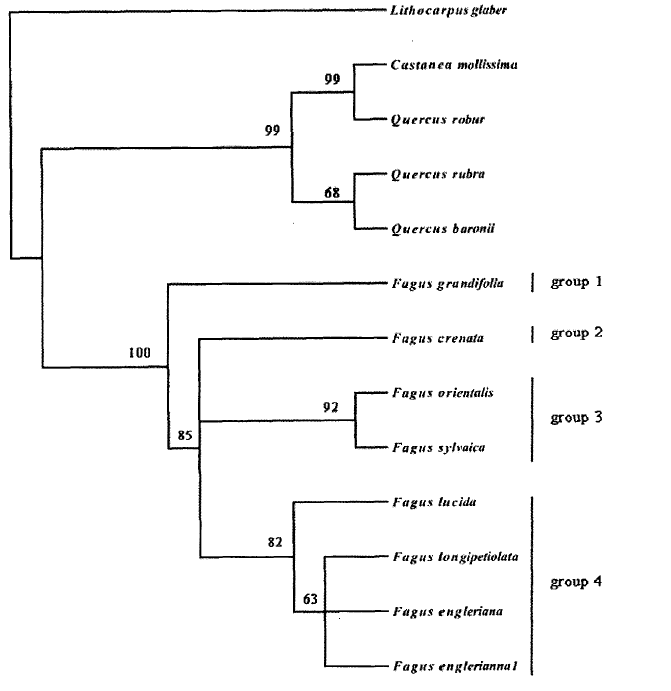 Lithocarpus glaber
Castanea mollissima
99
Quercus robur
99
Quercus rubra
68
Quercus baronii
Fagus grandifolia group 1
Fagus crenata group 2
100
Fagus orientalis
92
group 3
85
Fagus sylvaica
Fagus lucida
82
Fagus longipetiolata
group 4
63
Fagus engleriana
Fagus englerianna1